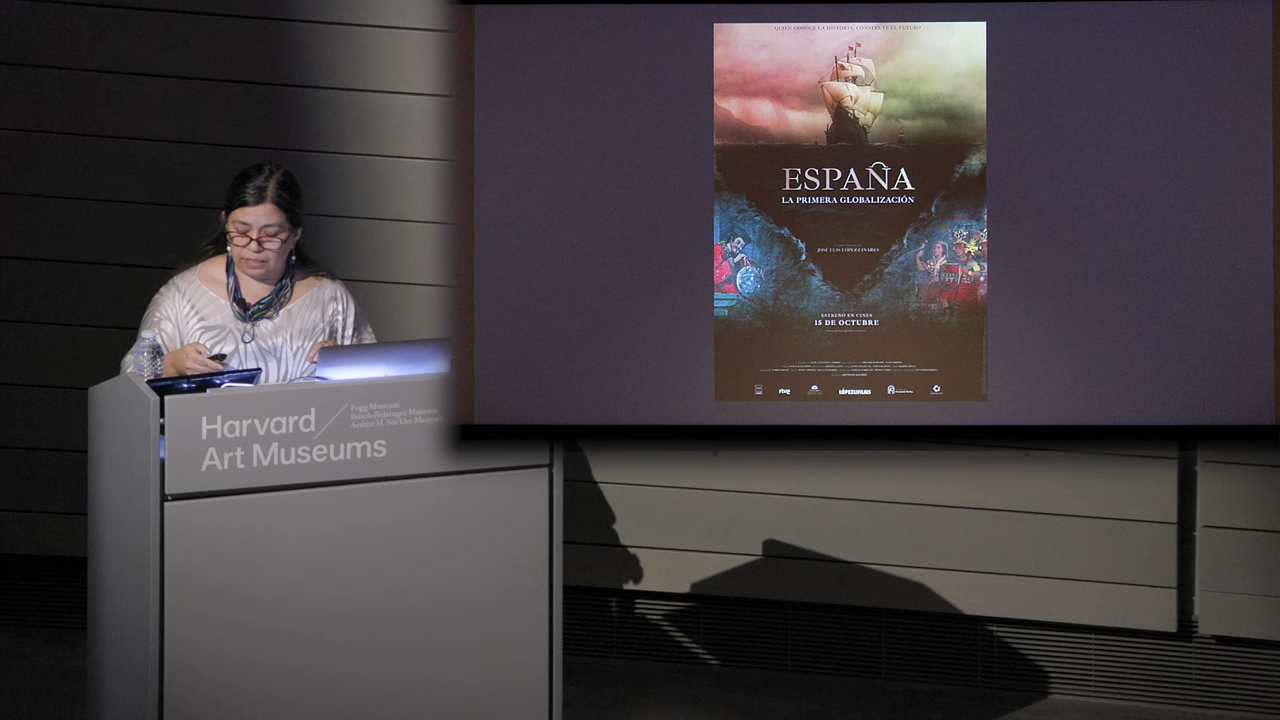 Harvard
Art Museums
Fogg Museum
Busch-Reisinger Museum
Arthur M. Sackler Museum
QUIEN CONOCE LA HISTORIA, CONSTRUYE EL FUTURO
ESPAÑA
LA PRIMERA GLOBALIZACIÓN
JOSÉ LUIS LÓPEZ-LINARES
ESTRENO EN CINES
15 DE OCTUBRE
rtve
LÓPEZLIFILMS